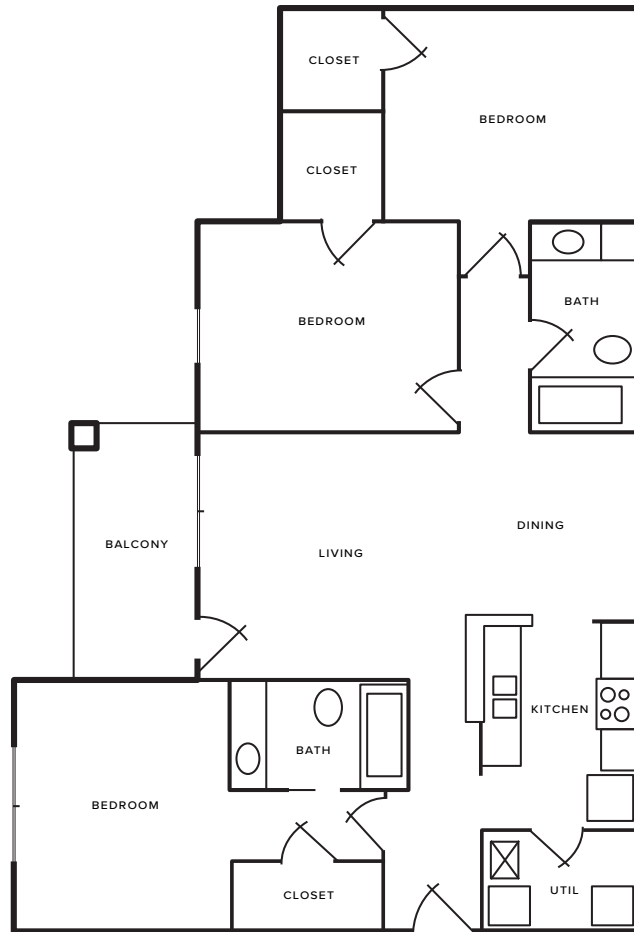 CLOSET
BEDROOM
CLOSET
BATH
BEDROOM
DINING
BALCONY
LIVING
KITCHEN
BATH
BEDROOM
UTIL
CLOSET